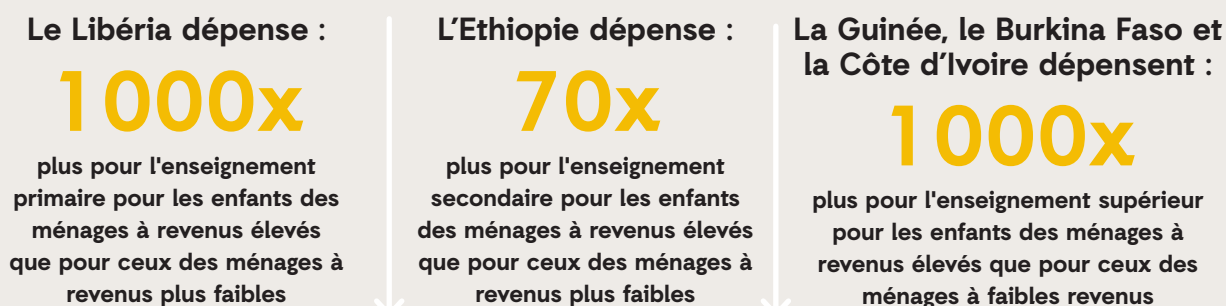 Le Libéria dépense :
1000x
plus pour l'enseignement
primaire pour les enfants des
ménages à revenus élevés
que pour ceux des ménages à
revenus plus faibles
L’Ethiopie dépense :
70x
plus pour l'enseignement
secondaire pour les enfants
des ménages à revenus élevés
que pour ceux des ménages à
revenus plus faibles
La Guinée, le Burkina Faso et
la Côte d’Ivoire dépensent :
1000x
plus pour l'enseignement supérieur
pour les enfants des ménages à
revenus élevés que pour ceux des
ménages à faibles revenus